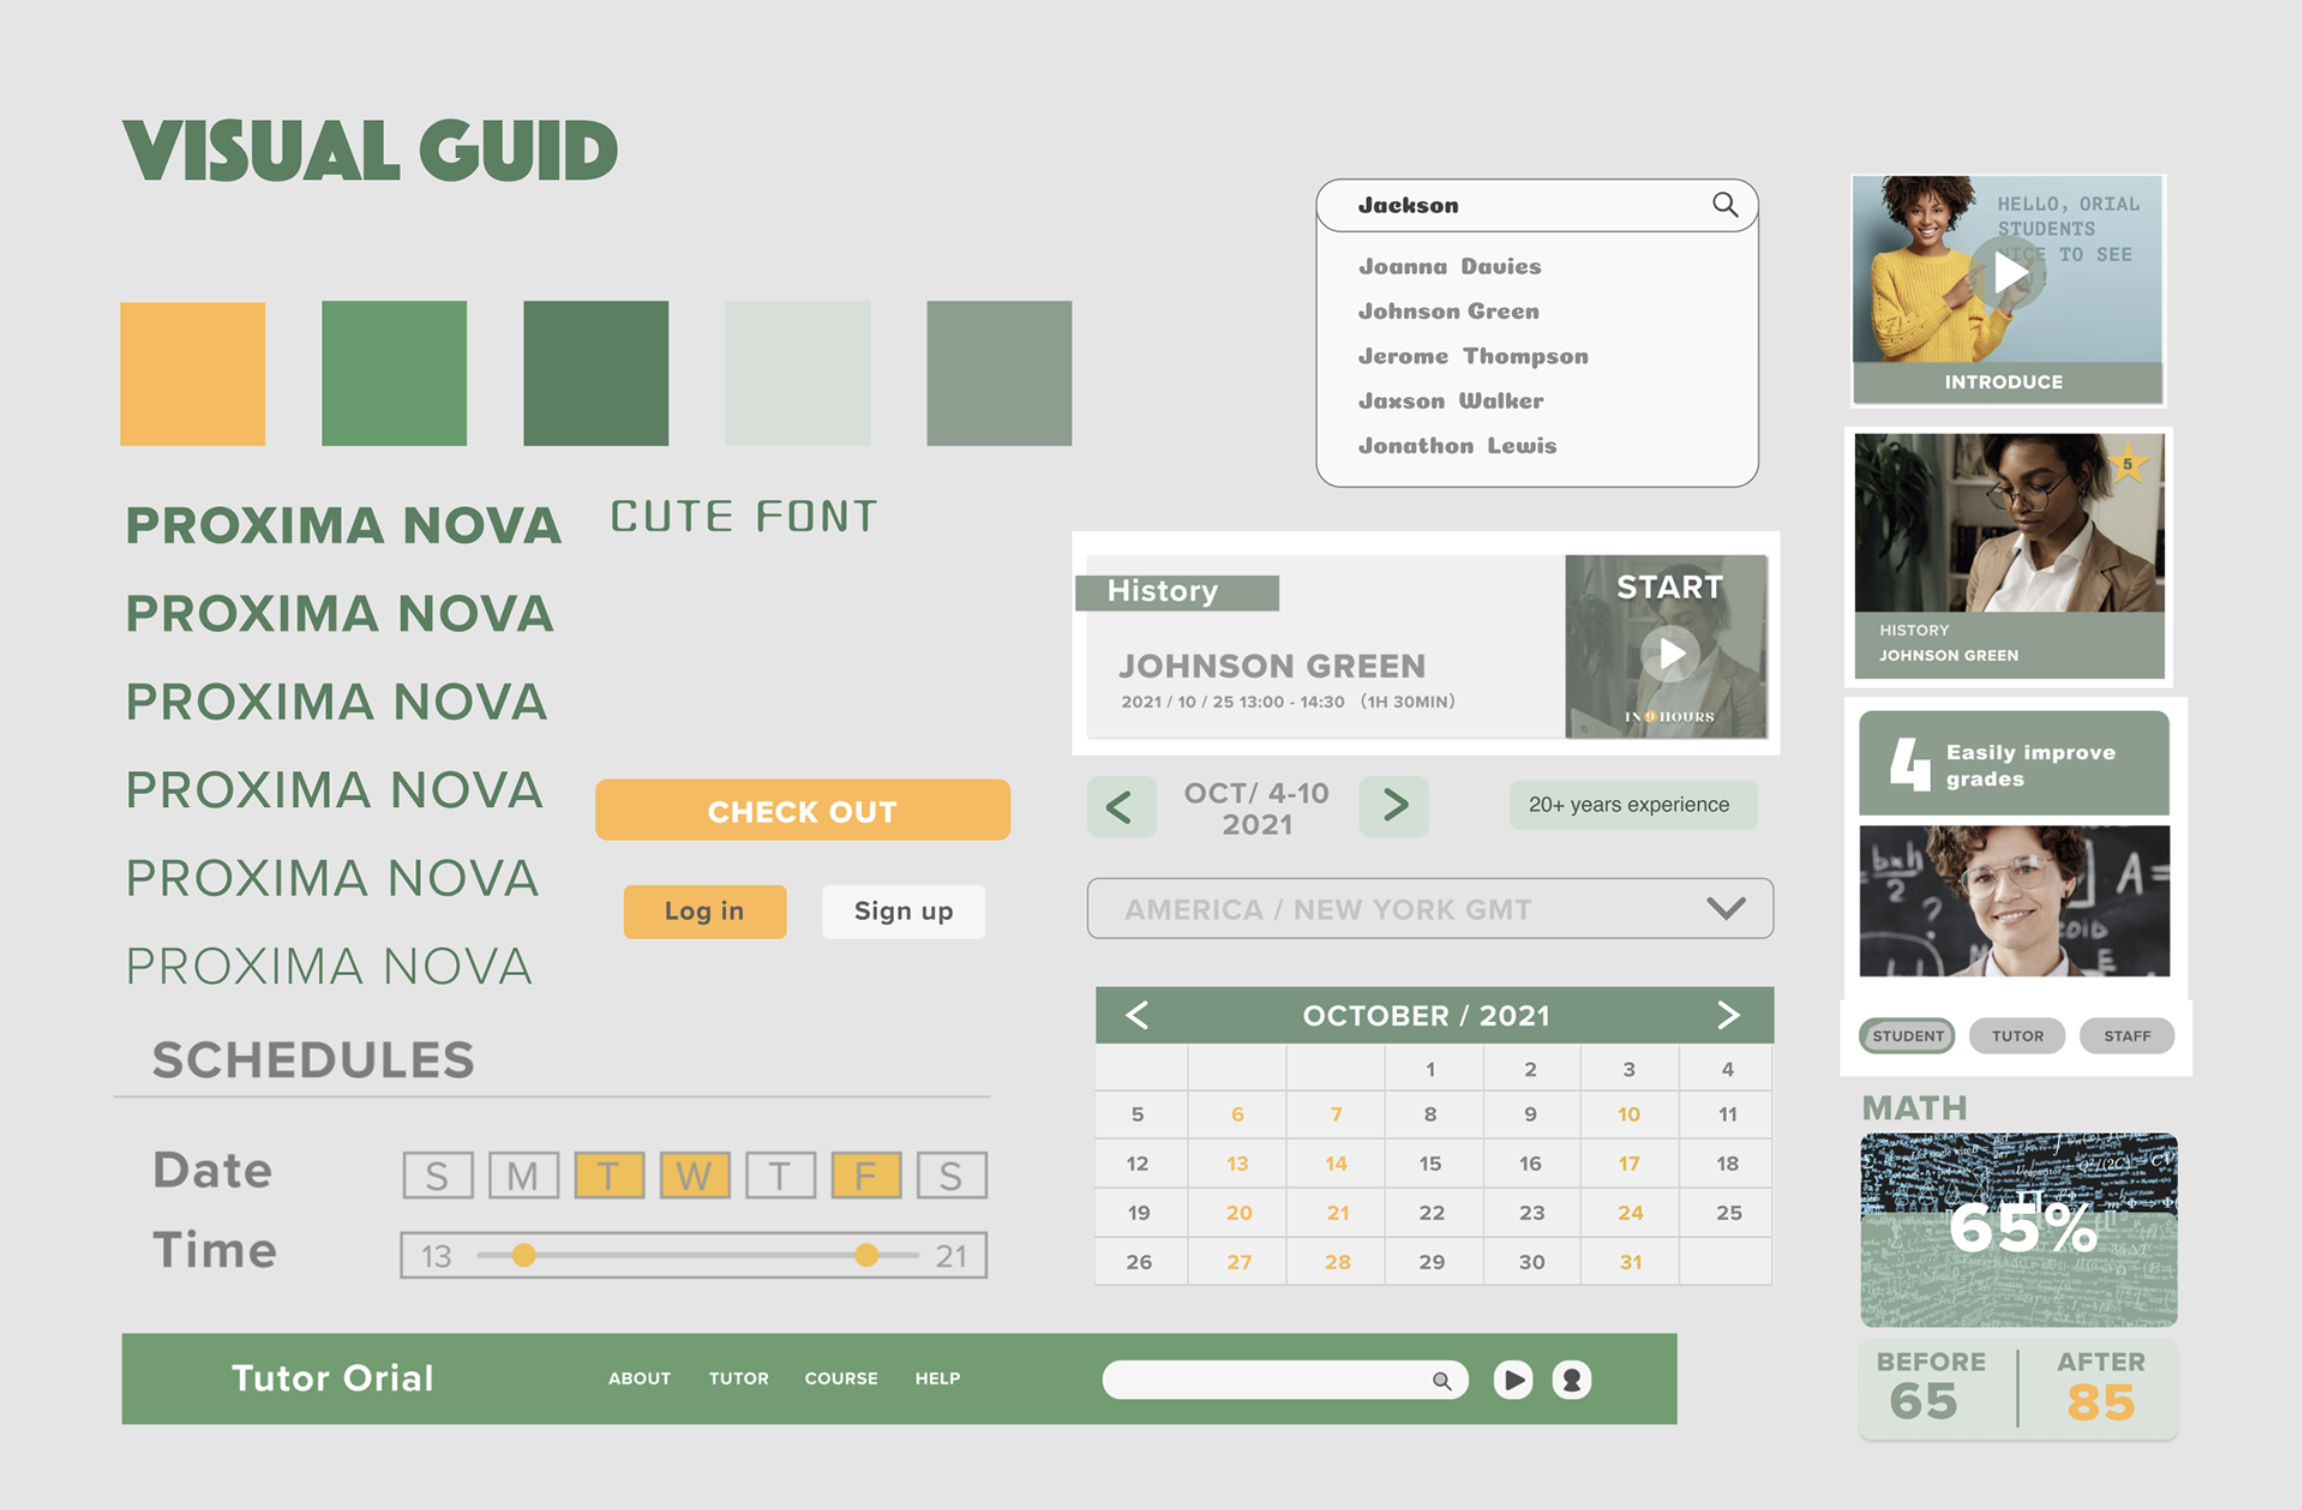 VISUAL GUID
PROXIMA NOVA
CUTE FONT
PROXIMA NOVA
PROXIMA NOVA
PROXIMA NOVA
PROXIMA NOVA
PROXIMA NOVA
CHECK OUT
Log in
Sign up
SCHEDULES
Date
S M T W T F S
Time
13
21
Jackson
Joanna Davies
Johnson Green
Jerome Thompson
Jaxson Walker
Jonathon Lewis
History
JOHNSON GREEN
2021 / 10 / 25 13:00 - 14:30 (1H 30MIN)
START
IN 9 HOURS
OCT/ 4-10
2021
20+ years experience
AMERICA / NEW YORK GMT
OCTOBER / 2021
1 2 3 4
5 6 7 8 9 10 11
12 13 14 15 16 17 18
19 20 21 22 23 24 25
26 27 28 29 30 31
HELLO, ORIAL
STUDENTS
NICE TO SEE
INTRODUCE
5
HISTORY
JOHNSON GREEN
4
Easily improve
grades
bxh
2
A=
?
STUDENT
TUTOR
STAFF
MATH
65%
BEFORE
65
AFTER
85
Tutor Orial
ABOUT
TUTOR
COURSE
HELP